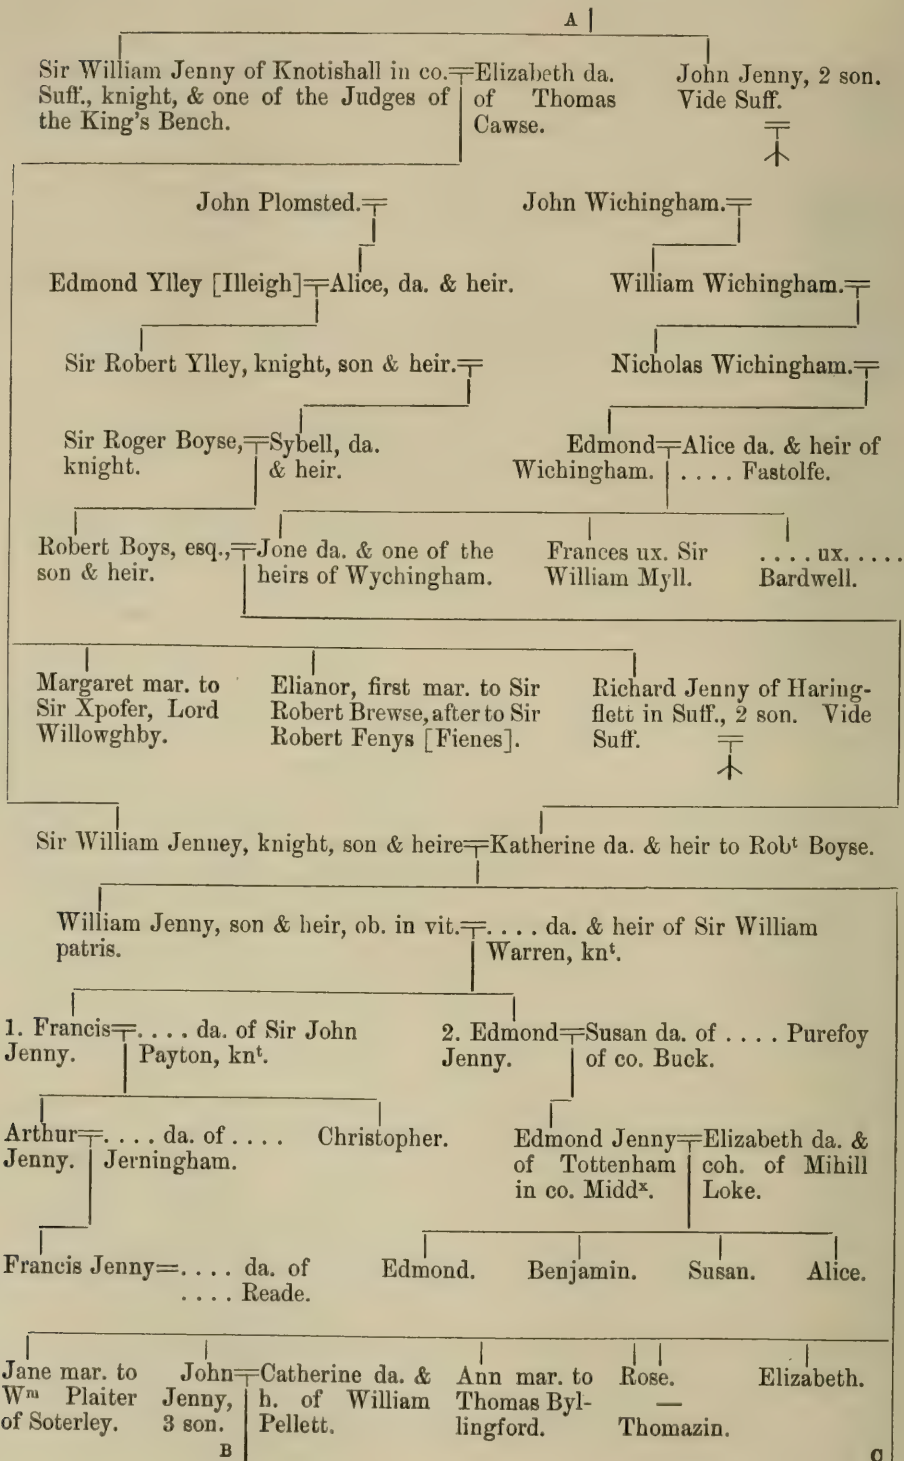 A
Sir William Jenny of Knotishall in co.=Elizabeth da.
Suff., knight, & one of the Judges of
the King's Bench.
of Thomas
Cawse.
John Jenny, 2 son.
Vide Suff.
John Plomsted.=
John Wichingham.=
Edmond Ylley [Illeigh]=Alice, da. & heir.
William Wichingham.=
Sir Robert Ylley, knight, son & heir.=
Nicholas Wichingham.=
Sir Roger Boyse,=Sybell, da.
knight.
& heir.
Edmond=Alice da. & heir of
Wichingham.
. . . . Fastolfe.
Robert Boys, esq.,=Jone da. & one of the
son & heir.
heirs of Wychingham.
Frances ux. Sir
William Myll.
. . . . ux. . . . .
Bardwell.
Margaret mar. to
Sir Xpofer, Lord
Willowghby.
Elianor, first mar. to Sir
Robert Brewse, after to Sir
Robert Fenys [Fienes].
Richard Jenny of Haring-
flett in Suff., 2 son. Vide
Suff.
Sir William Jenney, knight, son & heire=Katherine da. & heir to Robᵗ Boyse.
William Jenny, son & heir, ob. in vit.=. . . . da. & heir of Sir William
patris.
Warren, knᵗ.
1. Francis=. . . . da. of Sir John
Jenny.
Payton, knᵗ.
2. Edmond=Susan da. of . . . . Purefoy
Jenny.
of co. Buck.
Arthur=. . . . da. of . . . .
Jenny.
Jerningham.
Christopher.
Edmond Jenny=Elizabeth da. &
of Tottenham
in co. Middˣ.
coh. of Mihill
Loke.
Francis Jenny=. . . . da. of
. . . . Reade.
Edmond.
Benjamin.
Susan.
Alice.
Jane mar. to
Wᵐ Plaiter
of Soterley.
John=Catherine da. &
Jenny,
3 son.
h. of William
Pellett.
Ann mar. to
Thomas Byl-
lingford.
Rose.
—
Thomazin.
Elizabeth.
B
C